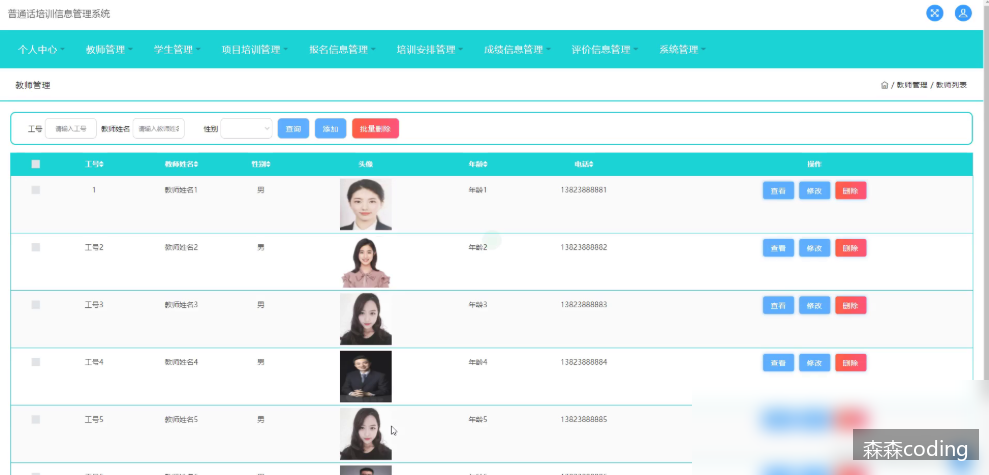 普通话培训信息管理系统
个人中心 教师管理 学生管理 项目培训管理 报名信息管理 培训安排管理 成绩信息管理 评价信息管理 系统管理
教师管理 / 教师管理 / 教师列表
工号 请输入工号 教师姓名 请输入教师姓名 性别 查询 添加 批量删除
工号 教师姓名 性别 头像 年龄 电话 操作
1 教师姓名1 男 年龄1 13823888881 查看 修改 删除
工号2 教师姓名2 男 年龄2 13823888882 查看 修改 删除
工号3 教师姓名3 男 年龄3 13823888883 查看 修改 删除
工号4 教师姓名4 男 年龄4 13823888884 查看 修改 删除
工号5 教师姓名5 男 年龄5 13823888885
森森coding